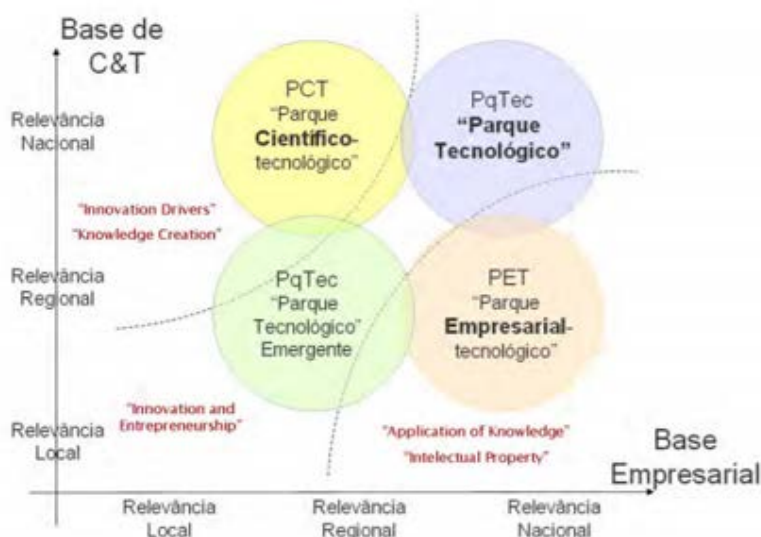 Base de
C&T
PCT
"Parque
Científico-
tecnológico"
PqTec
"Parque
Tecnológico"
Relevância
Nacional
"Innovation Drivers"
"Knowledge Creation"
Relevância
Regional
PqTec
"Parque
Tecnológico"
Emergente
PET
"Parque
Empresarial-
tecnológico"
"Innovation and
Entrepreneurship"
Relevância
Local
"Application of Knowledge"
"Intelectual Property"
Base
Empresarial
Relevância
Local
Relevância
Regional
Relevância
Nacional